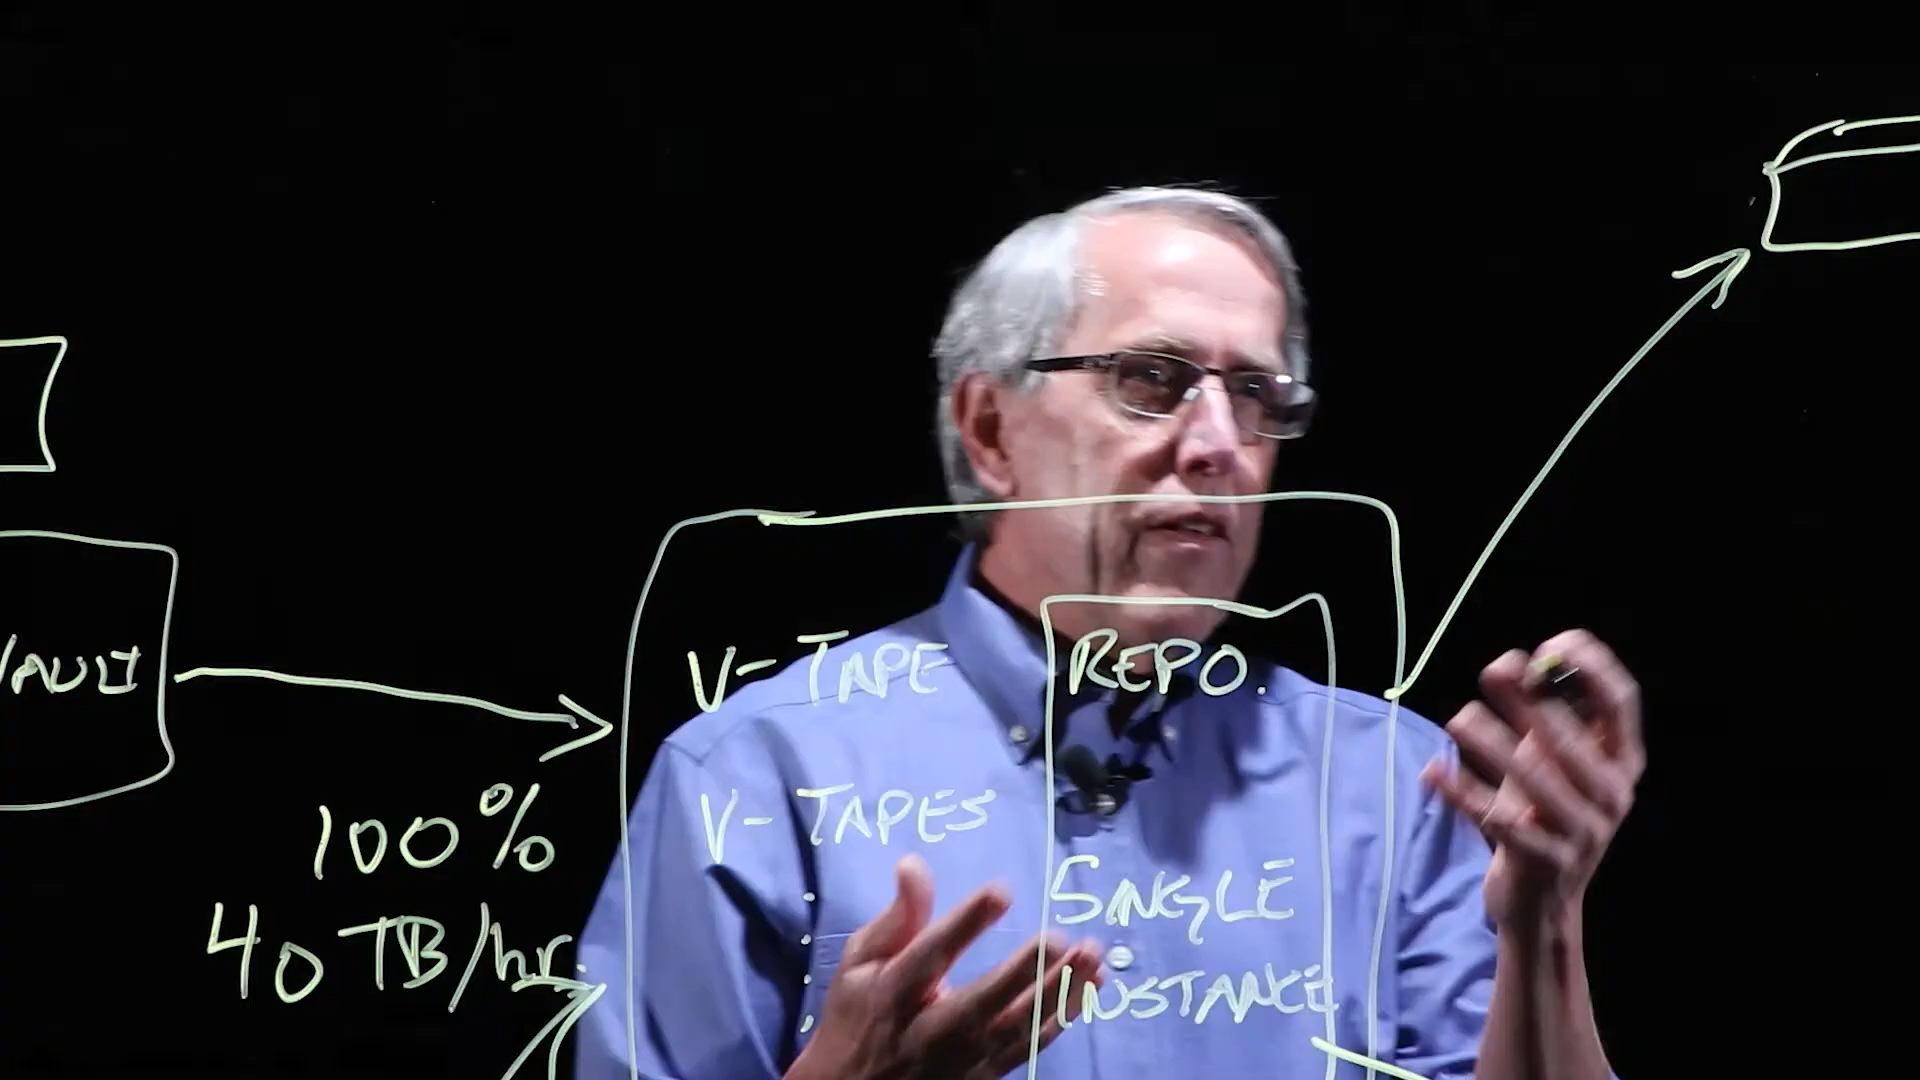 VAULT
100%
40 TB/hr.
V-TAPE
V-TAPES
REPO.
SINGLE
INSTANCE